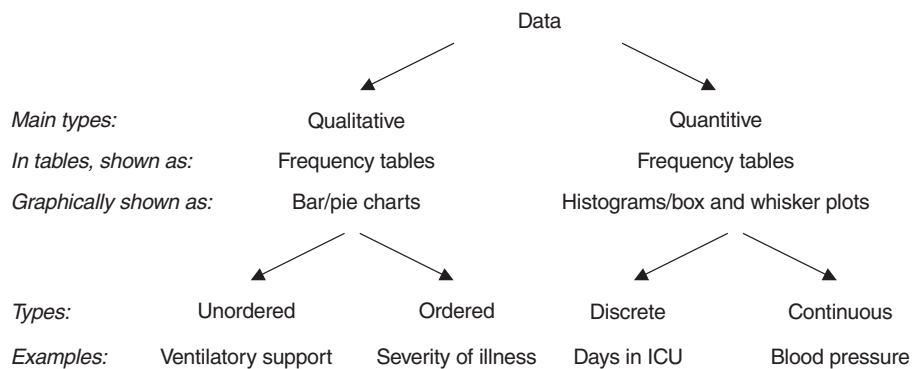 Data
Main types: Qualitative Quantitive
In tables, shown as: Frequency tables Frequency tables
Graphically shown as: Bar/pie charts Histograms/box and whisker plots
Types: Unordered Ordered Discrete Continuous
Examples: Ventilatory support Severity of illness Days in ICU Blood pressure